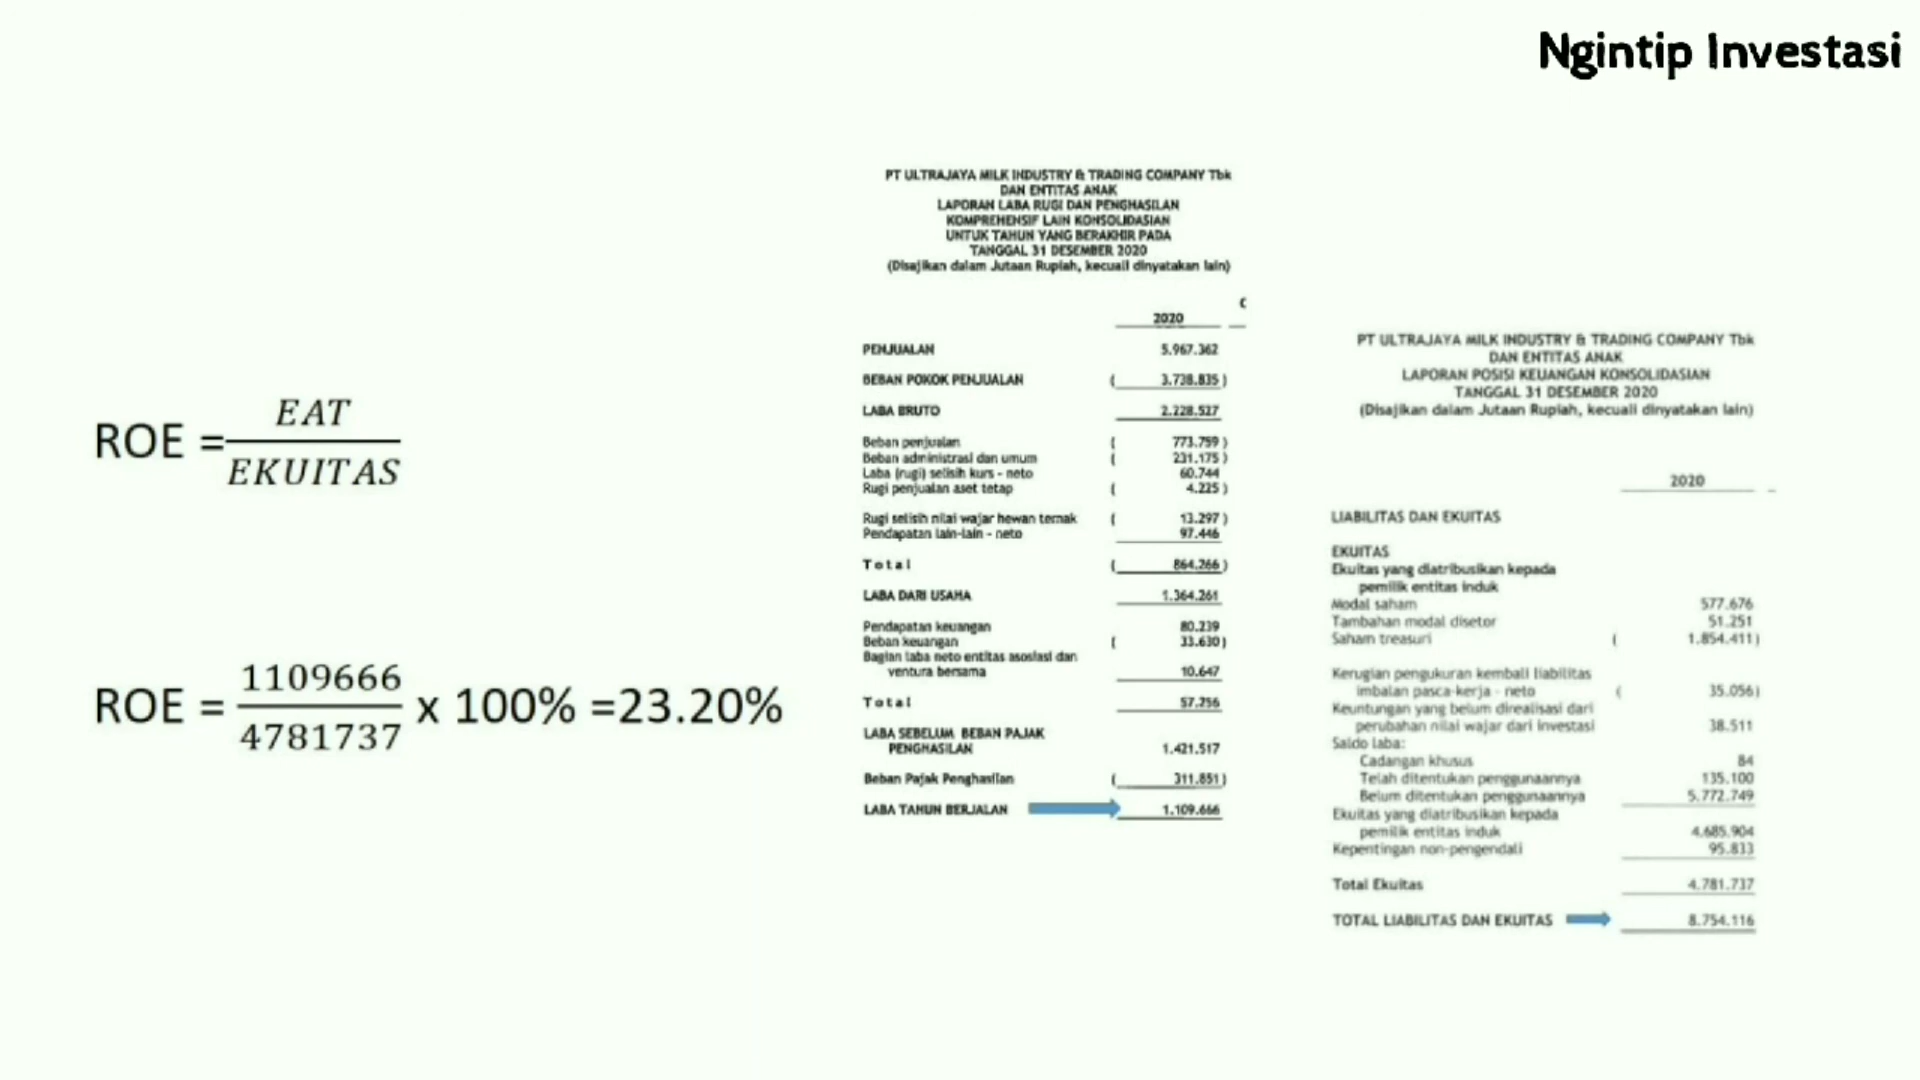 Ngintip Investasi
ROE = EAT / EKUITAS
ROE = 1109666 / 4781737 x 100% =23.20%
PT ULTRAJAYA MILK INDUSTRY & TRADING COMPANY Tbk
DAN ENTITAS ANAK
LAPORAN LABA RUGI DAN PENGHASILAN
KOMPREHENSIF LAIN KONSOLIDASIAN
UNTUK TAHUN YANG BERAKHIR PADA
TANGGAL 31 DESEMBER 2020
(Disajikan dalam Jutaan Rupiah, kecuali dinyatakan lain)
2020
PENJUALAN 5.967.362
BEBAN POKOK PENJUALAN ( 3.738.835 )
LABA BRUTO 2.228.527
Beban penjualan ( 773.759 )
Beban administrasi dan umum ( 231.175 )
Laba (rugi) selisih kurs - neto 60.744
Rugi penjualan aset tetap ( 4.225 )
Rugi selisih nilai wajar hewan ternak ( 13.297 )
Pendapatan lain-lain - neto 97.446
Total ( 864.266 )
LABA DARI USAHA 1.364.261
Pendapatan keuangan 80.239
Beban keuangan ( 33.630)
Bagian laba neto entitas asosiasi dan
ventura bersama 10.647
Total 57.256
LABA SEBELUM BEBAN PAJAK
PENGHASILAN 1.421.517
Beban Pajak Penghasilan ( 311.851)
LABA TAHUN BERJALAN 1.109.666
PT ULTRAJAYA MILK INDUSTRY & TRADING COMPANY Tbk
DAN ENTITAS ANAK
LAPORAN POSISI KEUANGAN KONSOLIDASIAN
TANGGAL 31 DESEMBER 2020
(Disajikan dalam Jutaan Rupiah, kecuali dinyatakan lain)
2020
LIABILITAS DAN EKUITAS
EKUITAS
Ekuitas yang diatribusikan kepada
pemilik entitas induk
Modal saham 577.676
Tambahan modal disetor 51.251
Saham treasuri ( 1.854.411)
Kerugian pengukuran kembali liabilitas
imbalan pasca-kerja - neto ( 35.056)
Keuntungan yang belum direalisasi dari
perubahan nilai wajar dari investasi 38.511
Saldo laba:
Cadangan khusus 84
Telah ditentukan penggunaannya 135.100
Belum ditentukan penggunaannya 5.772.749
Ekuitas yang diatribusikan kepada
pemilik entitas induk 4.685.904
Kepentingan non-pengendali 95.833
Total Ekuitas 4.781.737
TOTAL LIABILITAS DAN EKUITAS 8.754.116